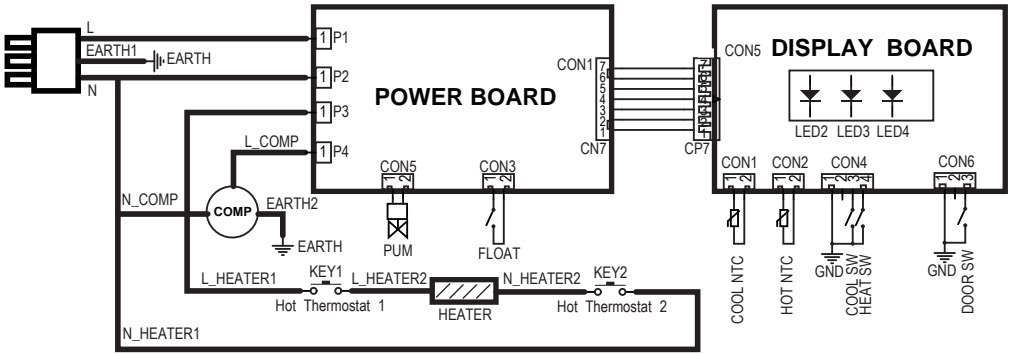 L
EARTH1
EARTH
N
1 P1
1 P2
1 P3
1 P4
POWER BOARD
CON1
7
6
5
4
3
2
1
CN7
CON5
CP7
DISPLAY BOARD
LED2 LED3 LED4
L_COMP
N_COMP
COMP
EARTH2
EARTH
CON5
1 2
PUM
CON3
1 2
FLOAT
CON1
1 2
CON2
1 2
CON4
1 2 3 4
CON6
1 2 3
COOL NTC
HOT NTC
GND
COOL SW
HEAT SW
GND
DOOR SW
L_HEATER1
KEY1
L_HEATER2
N_HEATER2
KEY2
Hot Thermostat 1
HEATER
Hot Thermostat 2
N_HEATER1